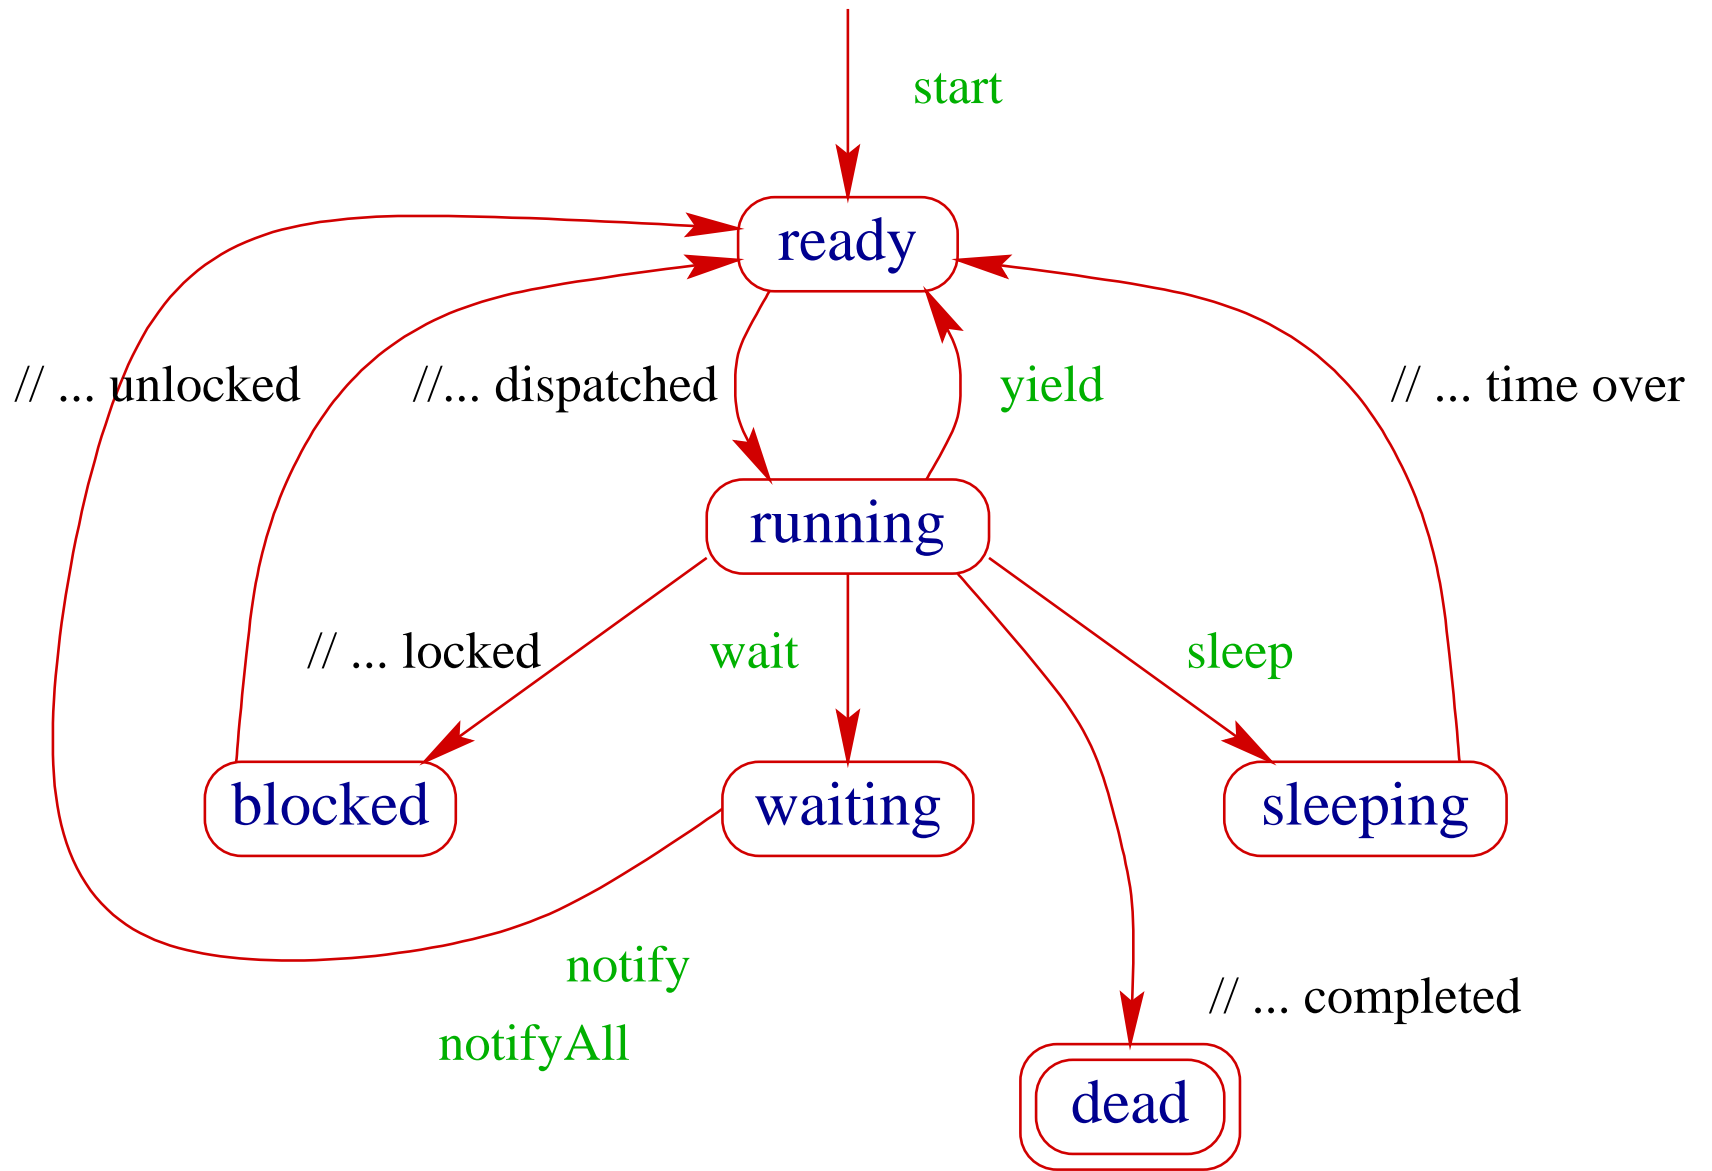 start
ready
// ... unlocked
//... dispatched
yield
// ... time over
running
// ... locked
wait
sleep
blocked
waiting
sleeping
notify
// ... completed
notifyAll
dead